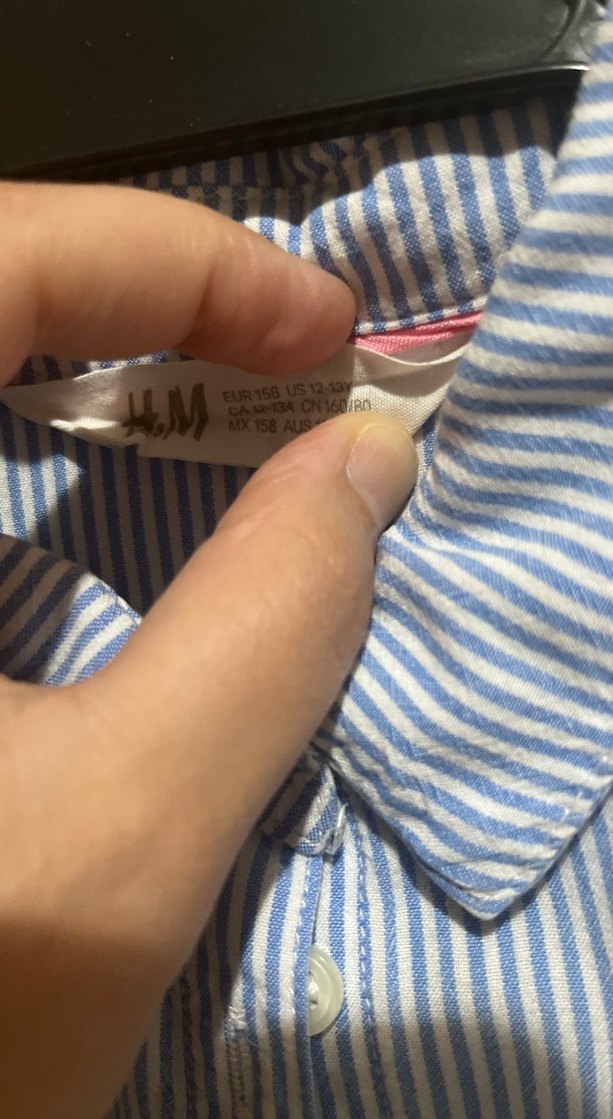 H&M
EUR 158 US 12-13Y
CA 12-13A CN 160/80
MX 158 AUS